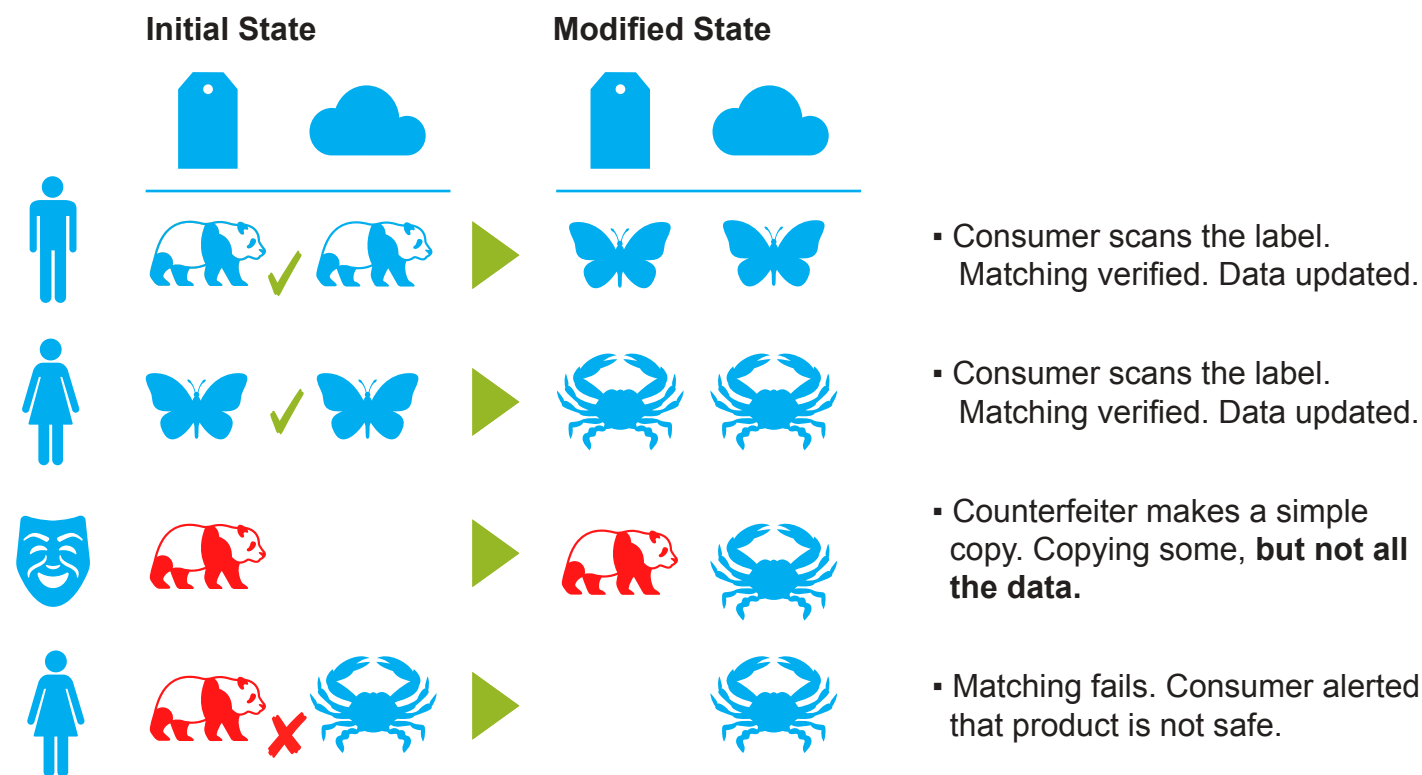 Initial State
Modified State
▪ Consumer scans the label.
Matching verified. Data updated.
▪ Consumer scans the label.
Matching verified. Data updated.
▪ Counterfeiter makes a simple
copy. Copying some, but not all
the data.
▪ Matching fails. Consumer alerted
that product is not safe.